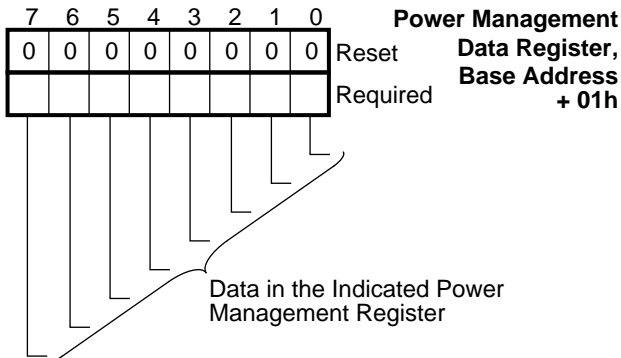 7 6 5 4 3 2 1 0
0 0 0 0 0 0 0 0 Reset
Required
Power Management
Data Register,
Base Address
+ 01h
Data in the Indicated Power
Management Register